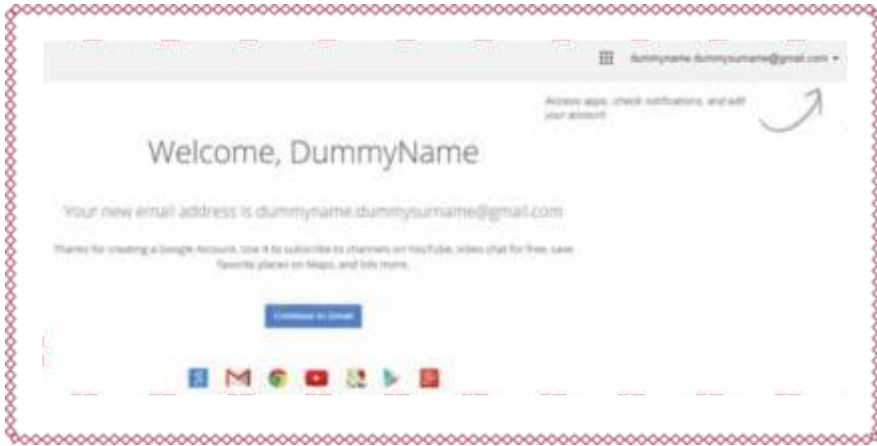 dummyname.dummysurname@gmail.com
Access apps, check notifications, and edit
your account
Welcome, DummyName
Your new email address is dummyname.dummysurname@gmail.com
Thanks for creating a Google Account. Use it to subscribe to channels on YouTube, video chat for free, save
favorite places on Maps, and lots more.
Continue to Gmail